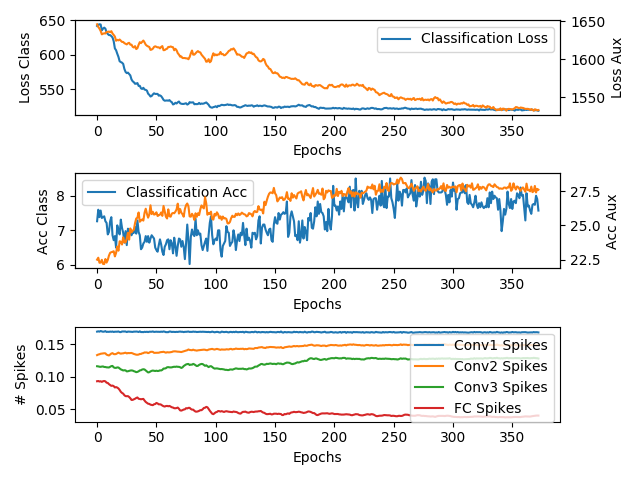 650
600
550
Loss Class
Classification Loss
1650
1600
1550
Loss Aux
0 50 100 150 200 250 300 350
Epochs
8
7
6
Acc Class
Classification Acc
27.5
25.0
22.5
Acc Aux
0 50 100 150 200 250 300 350
Epochs
0.15
0.10
0.05
# Spikes
Conv1 Spikes
Conv2 Spikes
Conv3 Spikes
FC Spikes
0 50 100 150 200 250 300 350
Epochs